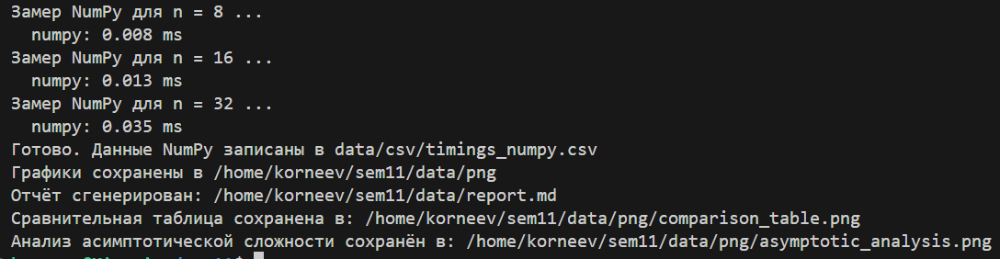 Замер NumPy для n = 8 ...
numpy: 0.008 ms
Замер NumPy для n = 16 ...
numpy: 0.013 ms
Замер NumPy для n = 32 ...
numpy: 0.035 ms
Готово. Данные NumPy записаны в data/csv/timings_numpy.csv
Графики сохранены в /home/korneev/sem11/data/png
Отчёт сгенерирован: /home/korneev/sem11/data/report.md
Сравнительная таблица сохранена в: /home/korneev/sem11/data/png/comparison_table.png
Анализ асимптотической сложности сохранён в: /home/korneev/sem11/data/png/asymptotic_analysis.png